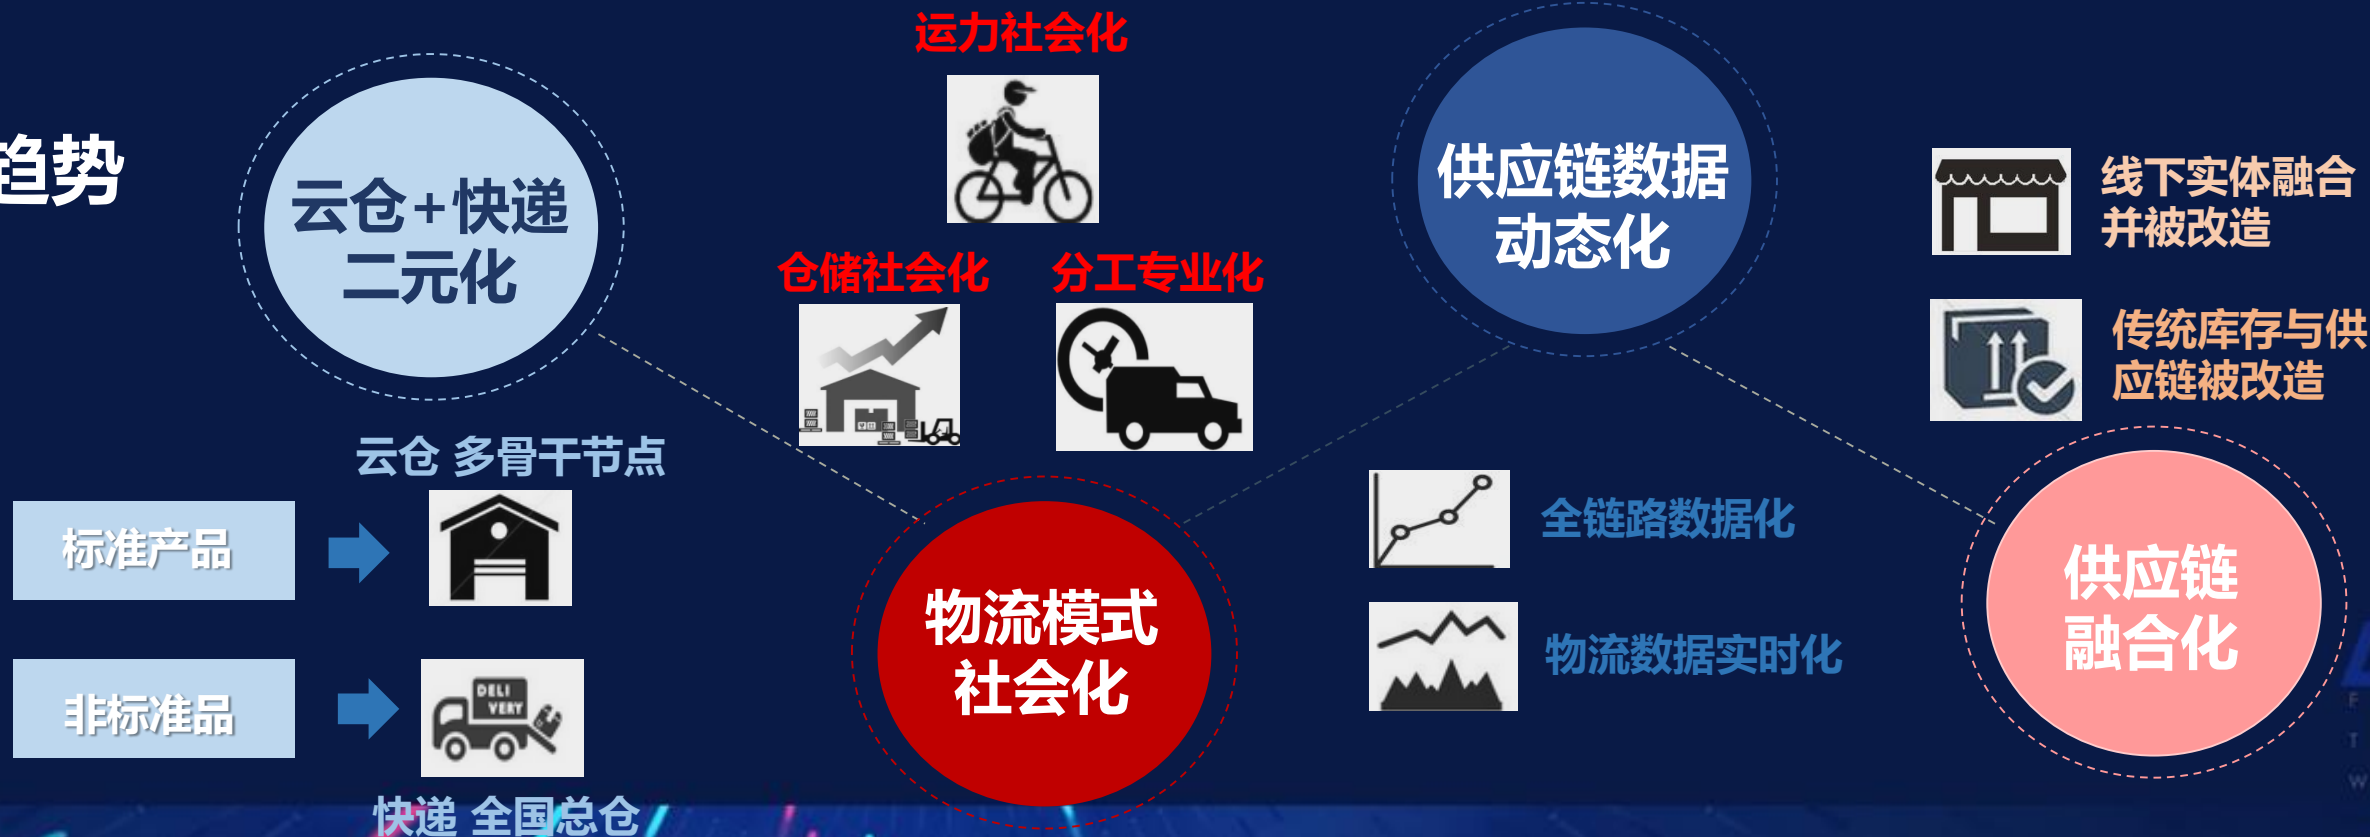 趋势
云仓+快递
二元化
云仓 多骨干节点
标准产品
非标准品
DELI
VERY
快递 全国总仓
运力社会化
仓储社会化
分工专业化
物流模式
社会化
供应链数据
动态化
全链路数据化
物流数据实时化
线下实体融合
并被改造
传统库存与供
应链被改造
供应链
融合化
F
T
W